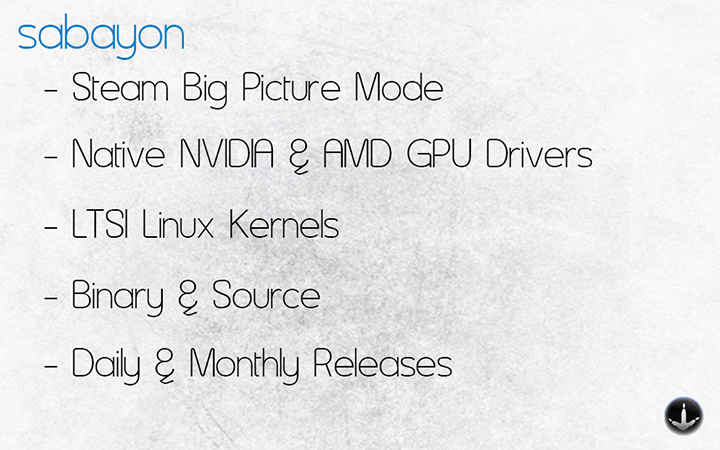 sabayon
- Steam Big Picture Mode
- Native NVIDIA & AMD GPU Drivers
- LTSI Linux Kernels
- Binary & Source
- Daily & Monthly Releases